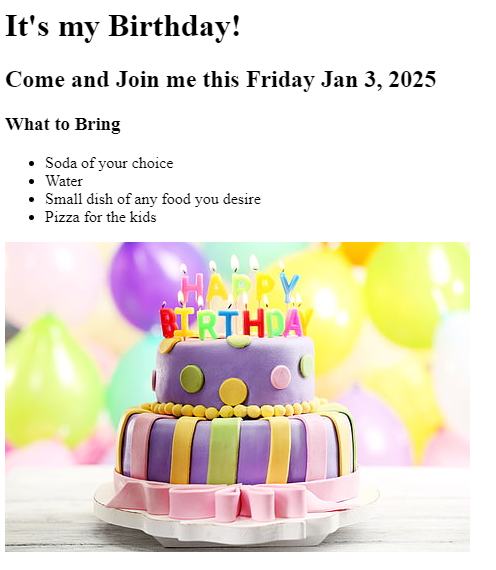 It's my Birthday!
Come and Join me this Friday Jan 3, 2025
What to Bring
Soda of your choice
Water
Small dish of any food you desire
Pizza for the kids
HAPPY
BIRTHDAY